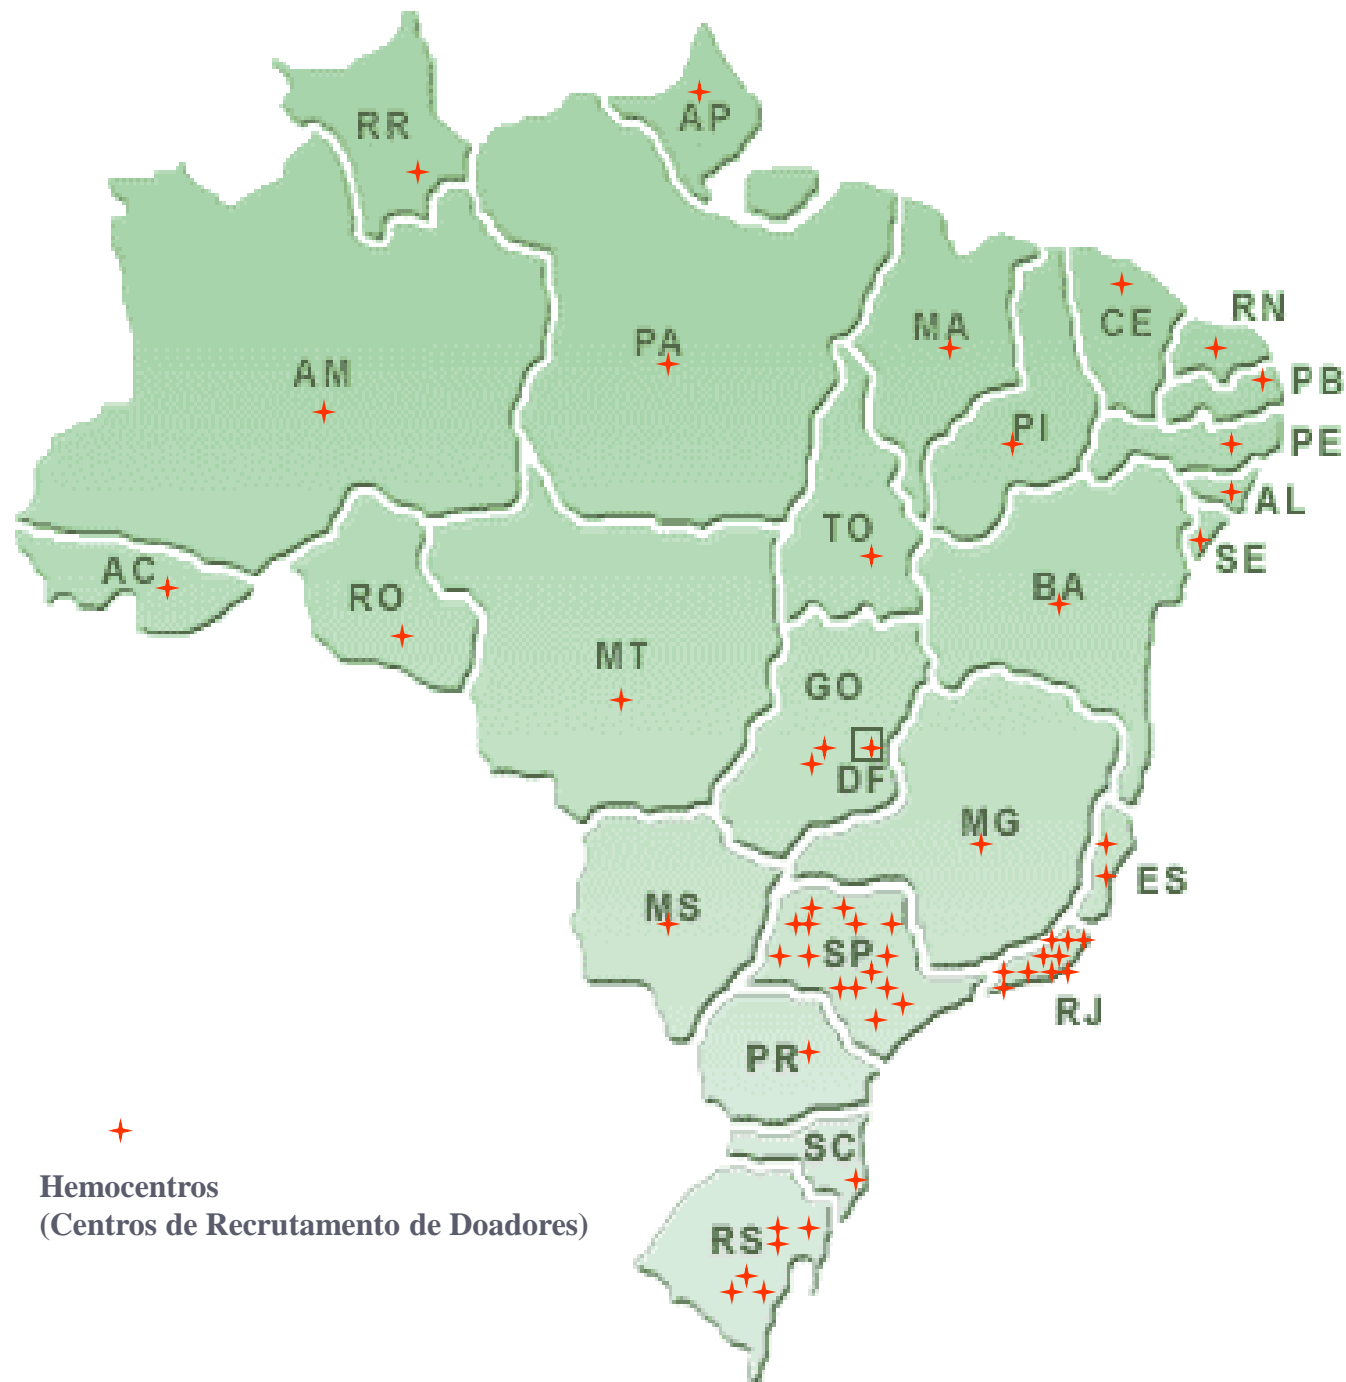 RR
AP
RN
MA
CE
PA
AM
PB
PI
PE
AL
TO
SE
AC
BA
RO
MT
GO
DF
MG
ES
MS
SP
RJ
PR
SC
Hemocentros
(Centros de Recrutamento de Doadores)
RS